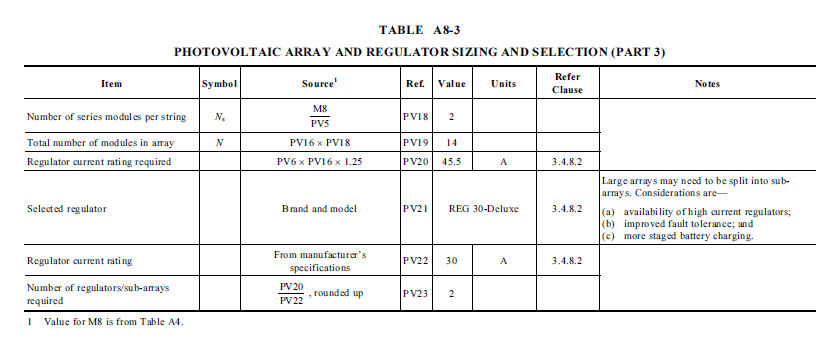 TABLE A8-3
PHOTOVOLTAIC ARRAY AND REGULATOR SIZING AND SELECTION (PART 3)
Item Symbol Source1 Ref. Value Units Refer Clause Notes
Number of series modules per string Ns M8 / PV5 PV18 2
Total number of modules in array N PV16 × PV18 PV19 14
Regulator current rating required PV6 × PV16 × 1.25 PV20 45.5 A 3.4.8.2
Selected regulator Brand and model PV21 REG 30-Deluxe 3.4.8.2
Large arrays may need to be split into sub-
arrays. Considerations are—
(a) availability of high current regulators;
(b) improved fault tolerance; and
(c) more staged battery charging.
Regulator current rating From manufacturer's specifications PV22 30 A 3.4.8.2
Number of regulators/sub-arrays required PV20 / PV22 , rounded up PV23 2
1 Value for M8 is from Table A4.